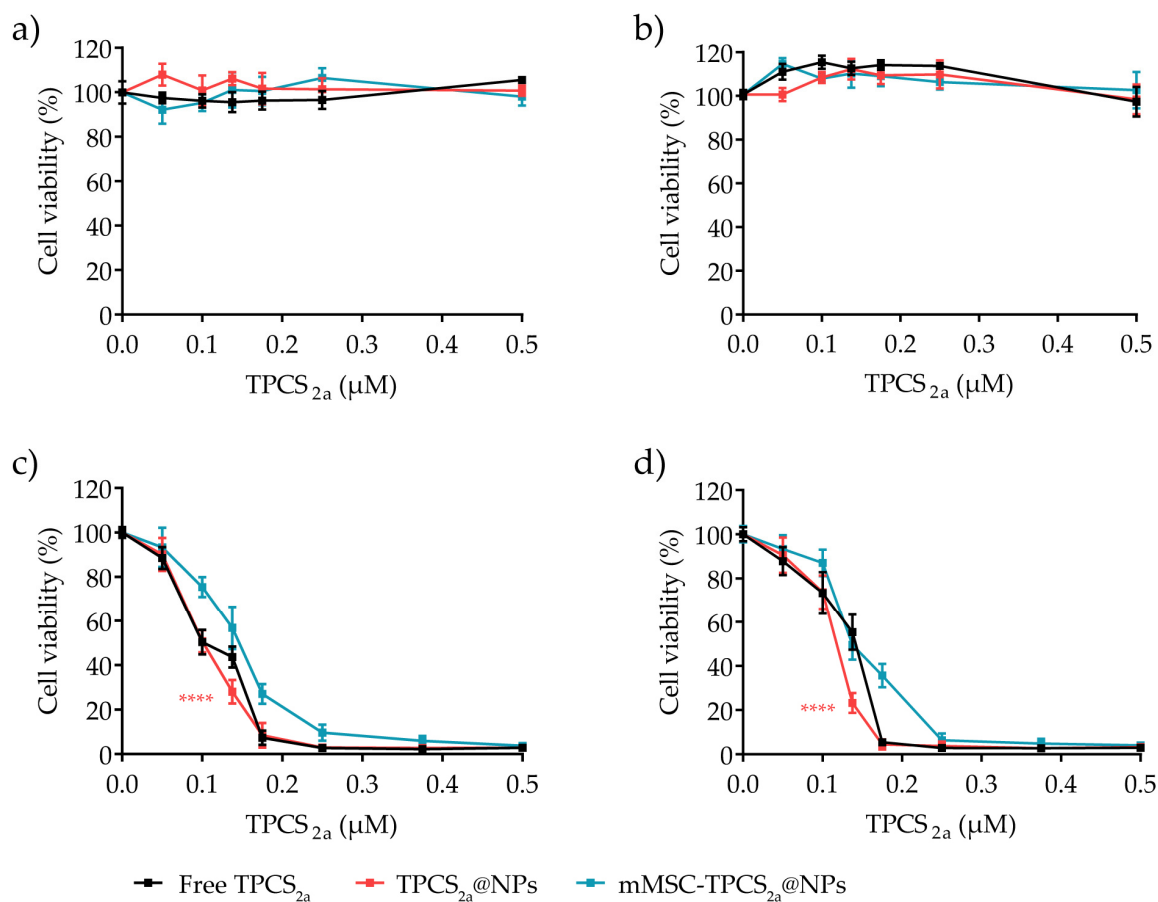 a)
b)
Cell viability (%)
120
100
80
60
40
20
0
0.0 0.1 0.2 0.3 0.4 0.5
TPCS2a (μM)
Cell viability (%)
120
100
80
60
40
20
0
0.0 0.1 0.2 0.3 0.4 0.5
TPCS2a (μM)
c)
d)
Cell viability (%)
120
100
80
60
40
20
0
****
0.0 0.1 0.2 0.3 0.4 0.5
TPCS2a (μM)
Cell viability (%)
120
100
80
60
40
20
0
****
0.0 0.1 0.2 0.3 0.4 0.5
TPCS2a (μM)
Free TPCS2a TPCS2a@NPs mMSC-TPCS2a@NPs